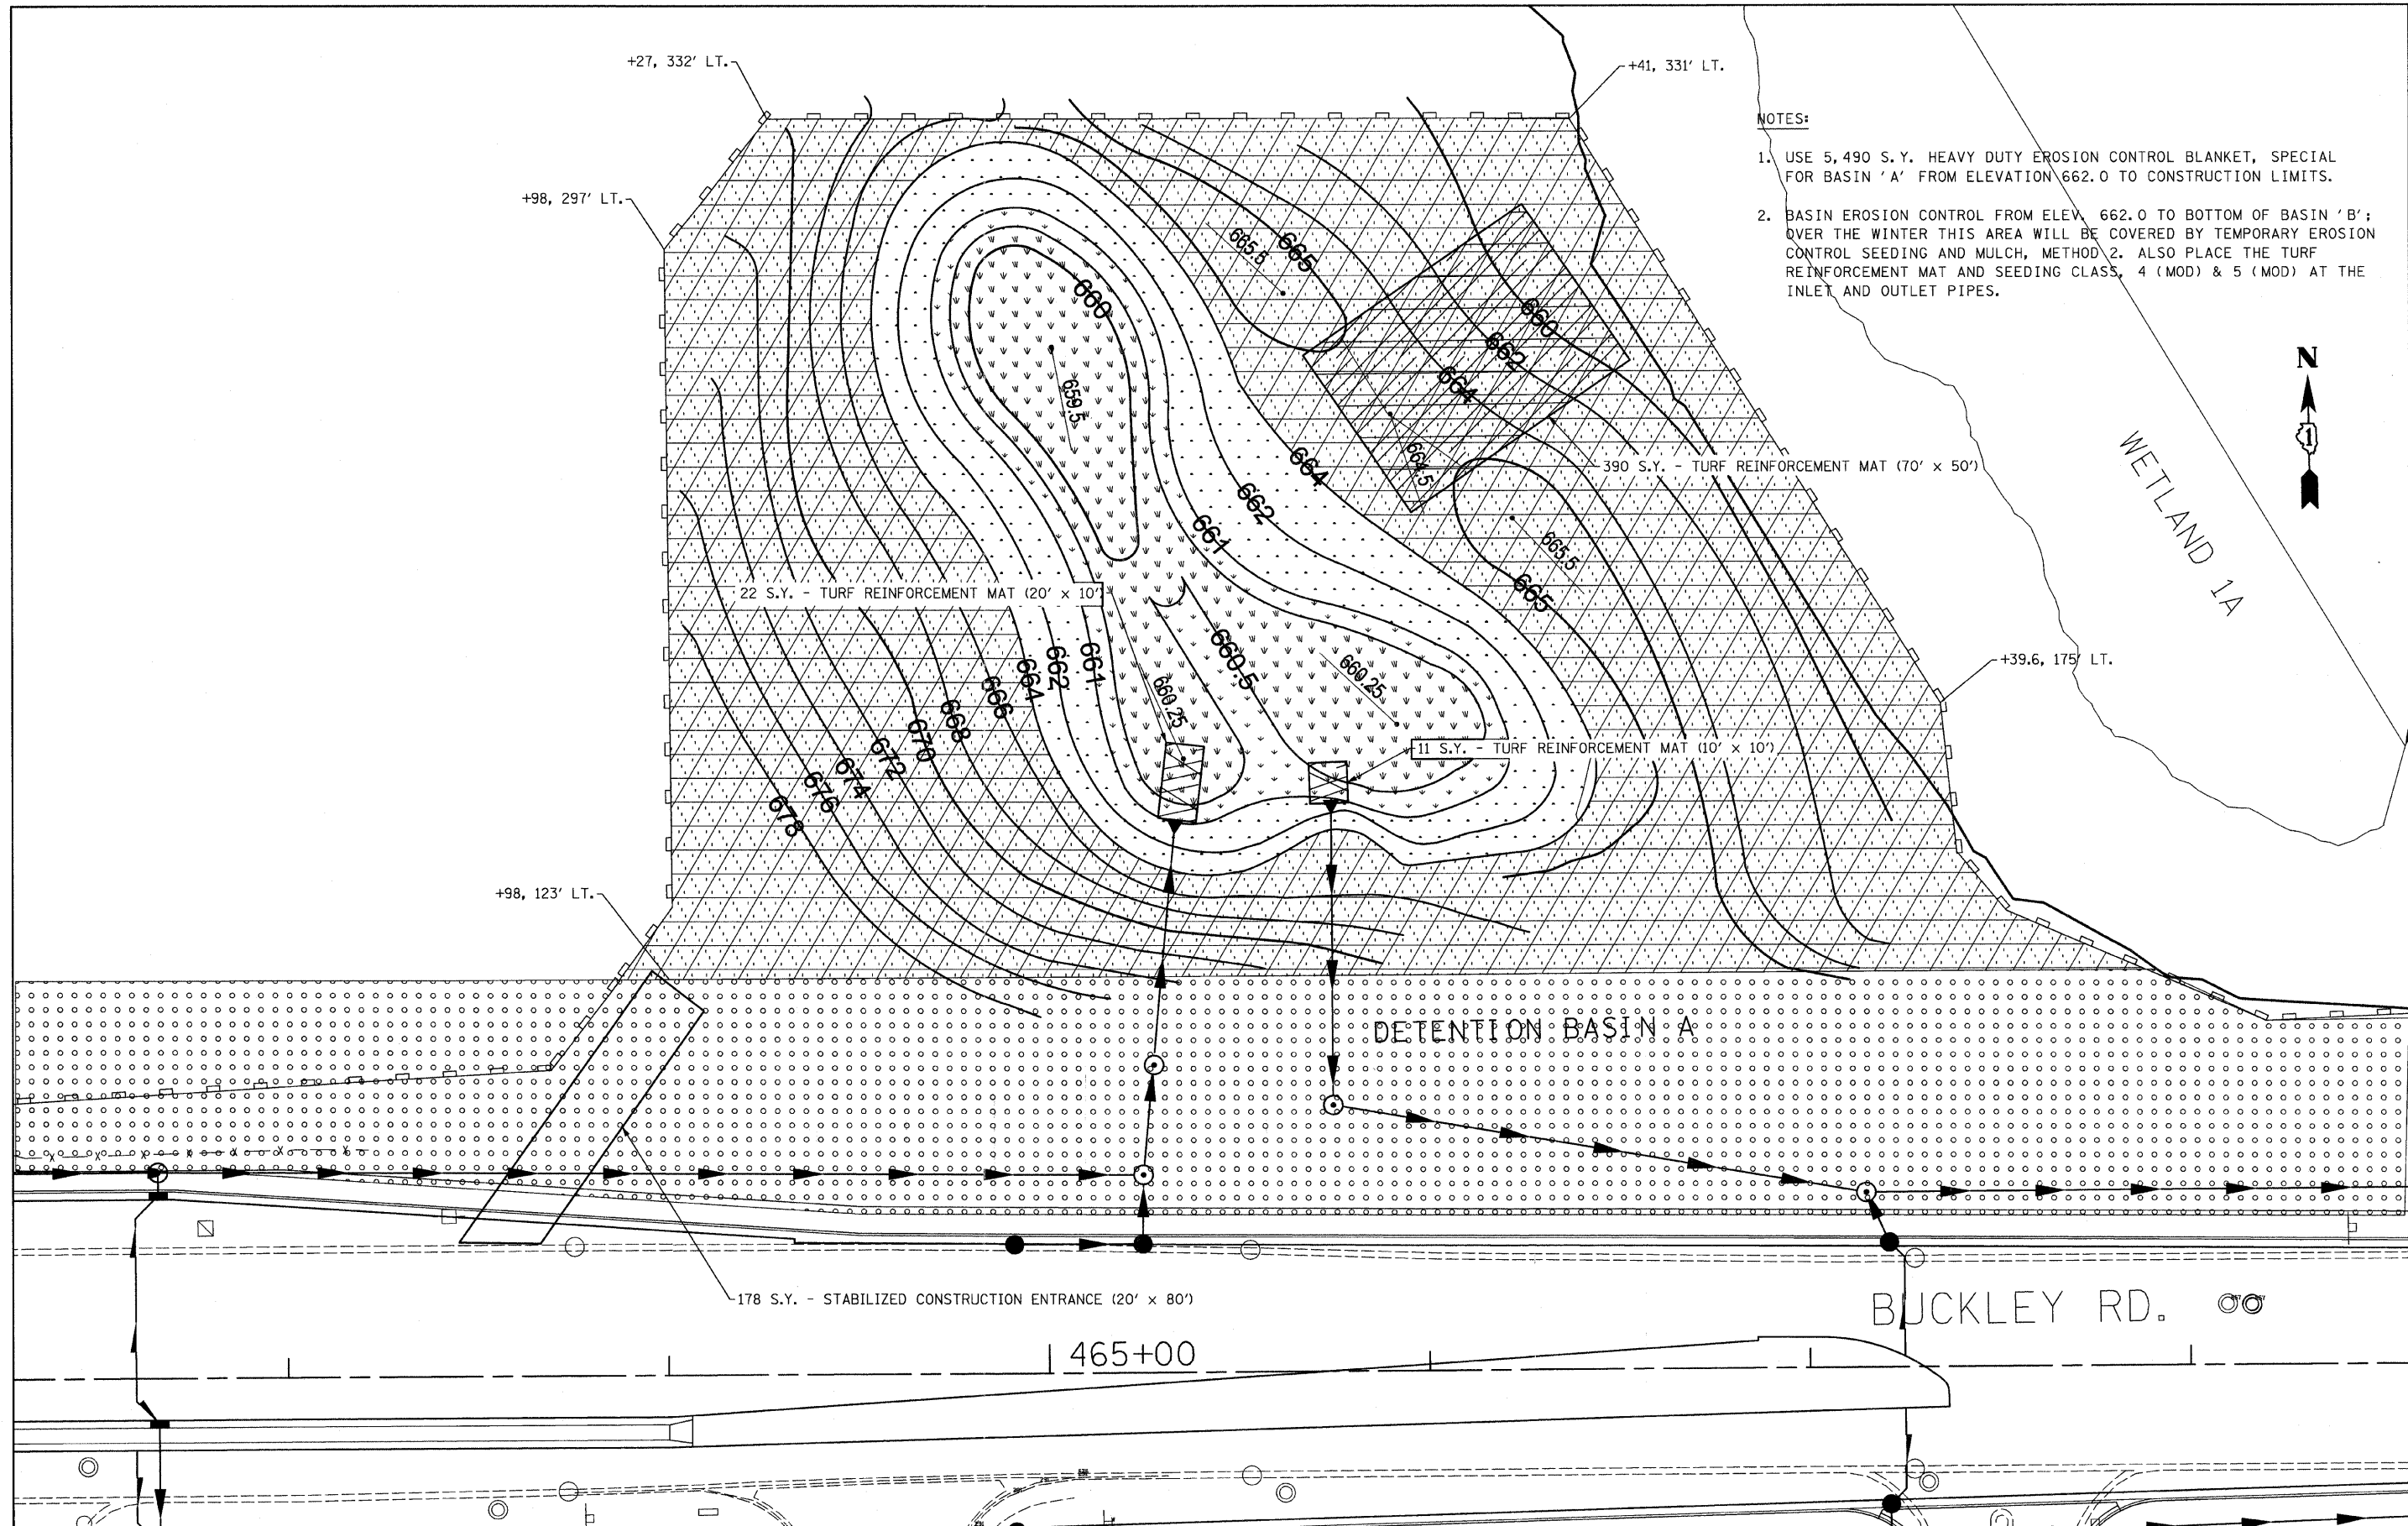 +27, 332' LT.
+41, 331' LT.
NOTES:
1. USE 5,490 S.Y. HEAVY DUTY EROSION CONTROL BLANKET, SPECIAL
FOR BASIN 'A' FROM ELEVATION 662.0 TO CONSTRUCTION LIMITS.
2. BASIN EROSION CONTROL FROM ELEV. 662.0 TO BOTTOM OF BASIN 'B';
OVER THE WINTER THIS AREA WILL BE COVERED BY TEMPORARY EROSION
CONTROL SEEDING AND MULCH, METHOD 2. ALSO PLACE THE TURF
REINFORCEMENT MAT AND SEEDING CLASS, 4 (MOD) & 5 (MOD) AT THE
INLET AND OUTLET PIPES.
+98, 297' LT.
665.5
665
660
660
662
664
659.5
N
1
664
664.5
390 S.Y. - TURF REINFORCEMENT MAT (70' x 50')
WETLAND 1A
662
661
665.5
665
22 S.Y. - TURF REINFORCEMENT MAT (20' x 10')
660.5
660.25
+39.6, 175' LT.
661
662
664
666
668
670
672
674
676
678
660.25
11 S.Y. - TURF REINFORCEMENT MAT (10' x 10')
+98, 123' LT.
DETENTION BASIN A
X X X X X X X
178 S.Y. - STABILIZED CONSTRUCTION ENTRANCE (20' x 80')
BUCKLEY RD.
465+00